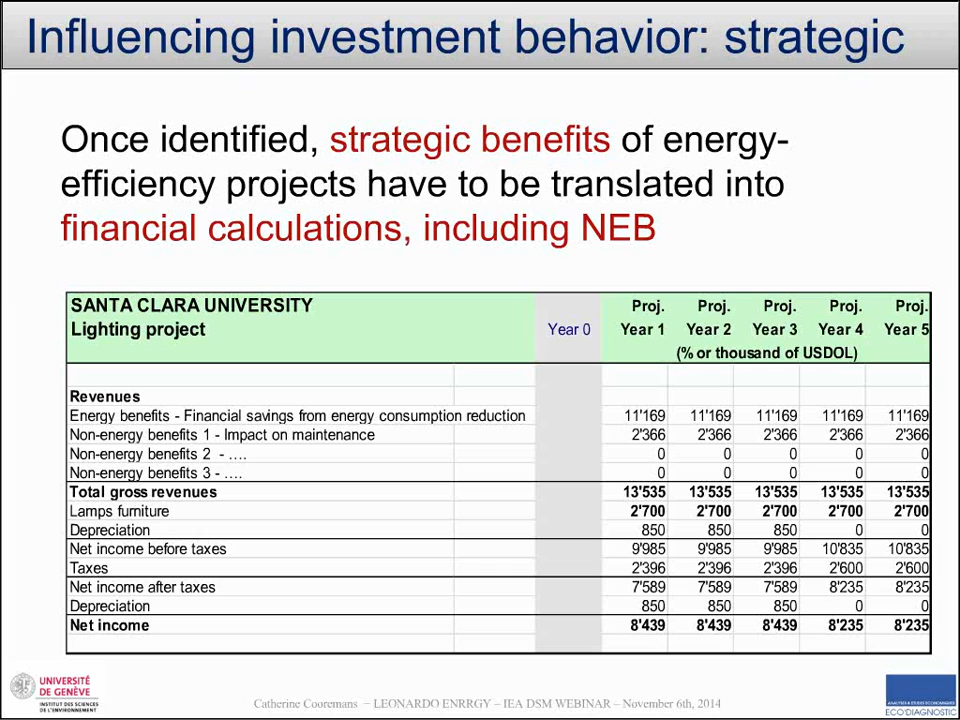 Influencing investment behavior: strategic
Once identified, strategic benefits of energy-
efficiency projects have to be translated into
financial calculations, including NEB
SANTA CLARA UNIVERSITY Proj. Proj. Proj. Proj. Proj.
Lighting project Year 0 Year 1 Year 2 Year 3 Year 4 Year 5
(% or thousand of USDOL)
Revenues
Energy benefits - Financial savings from energy consumption reduction 11'169 11'169 11'169 11'169 11'169
Non-energy benefits 1 - Impact on maintenance 2'366 2'366 2'366 2'366 2'366
Non-energy benefits 2 - …. 0 0 0 0 0
Non-energy benefits 3 - …. 0 0 0 0 0
Total gross revenues 13'535 13'535 13'535 13'535 13'535
Lamps furniture 2'700 2'700 2'700 2'700 2'700
Depreciation 850 850 850 0 0
Net income before taxes 9'985 9'985 9'985 10'835 10'835
Taxes 2'396 2'396 2'396 2'600 2'600
Net income after taxes 7'589 7'589 7'589 8'235 8'235
Depreciation 850 850 850 0 0
Net income 8'439 8'439 8'439 8'235 8'235
UNIVERSITÉ
DE GENÈVE
INSTITUT DES SCIENCES
DE L'ENVIRONNEMENT
Catherine Cooremans – LEONARDO ENRRGY – IEA DSM WEBINAR – November 6th, 2014
ANALYSES & ETUDES ECONOMIQUES
ECO'DIAGNOSTIC